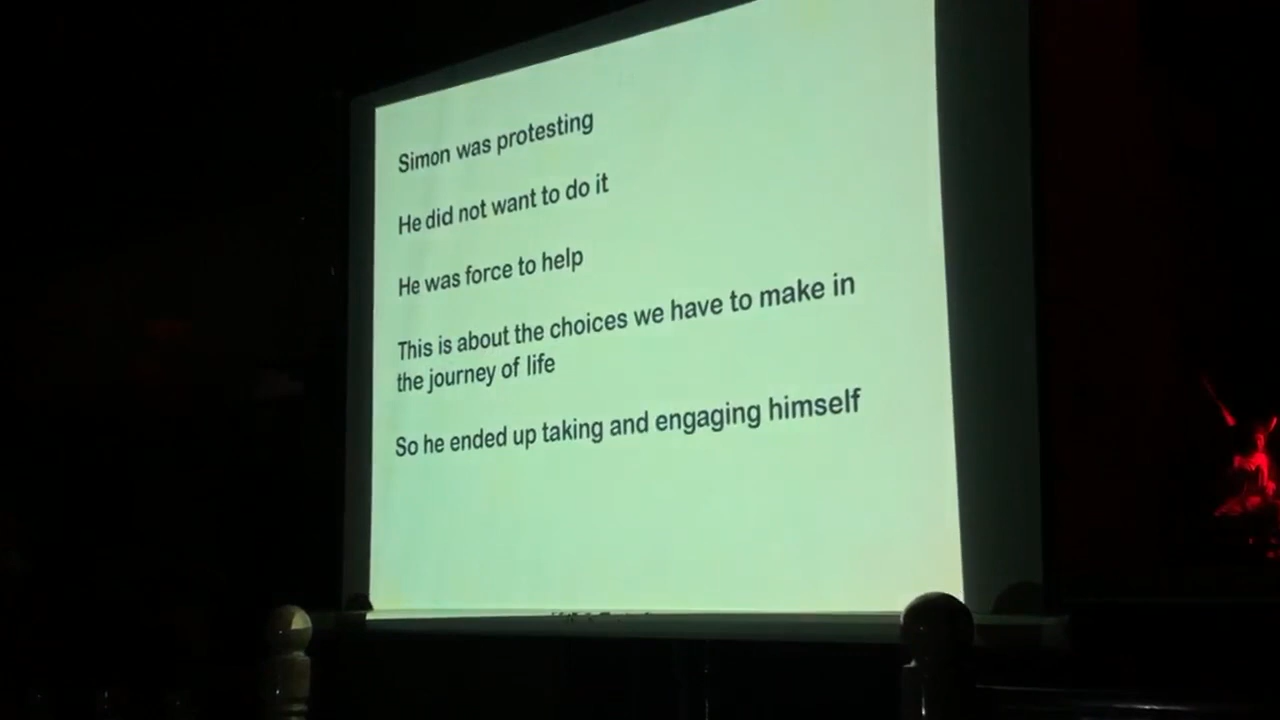 Simon was protesting
He did not want to do it
He was force to help
This is about the choices we have to make in
the journey of life
So he ended up taking and engaging himself